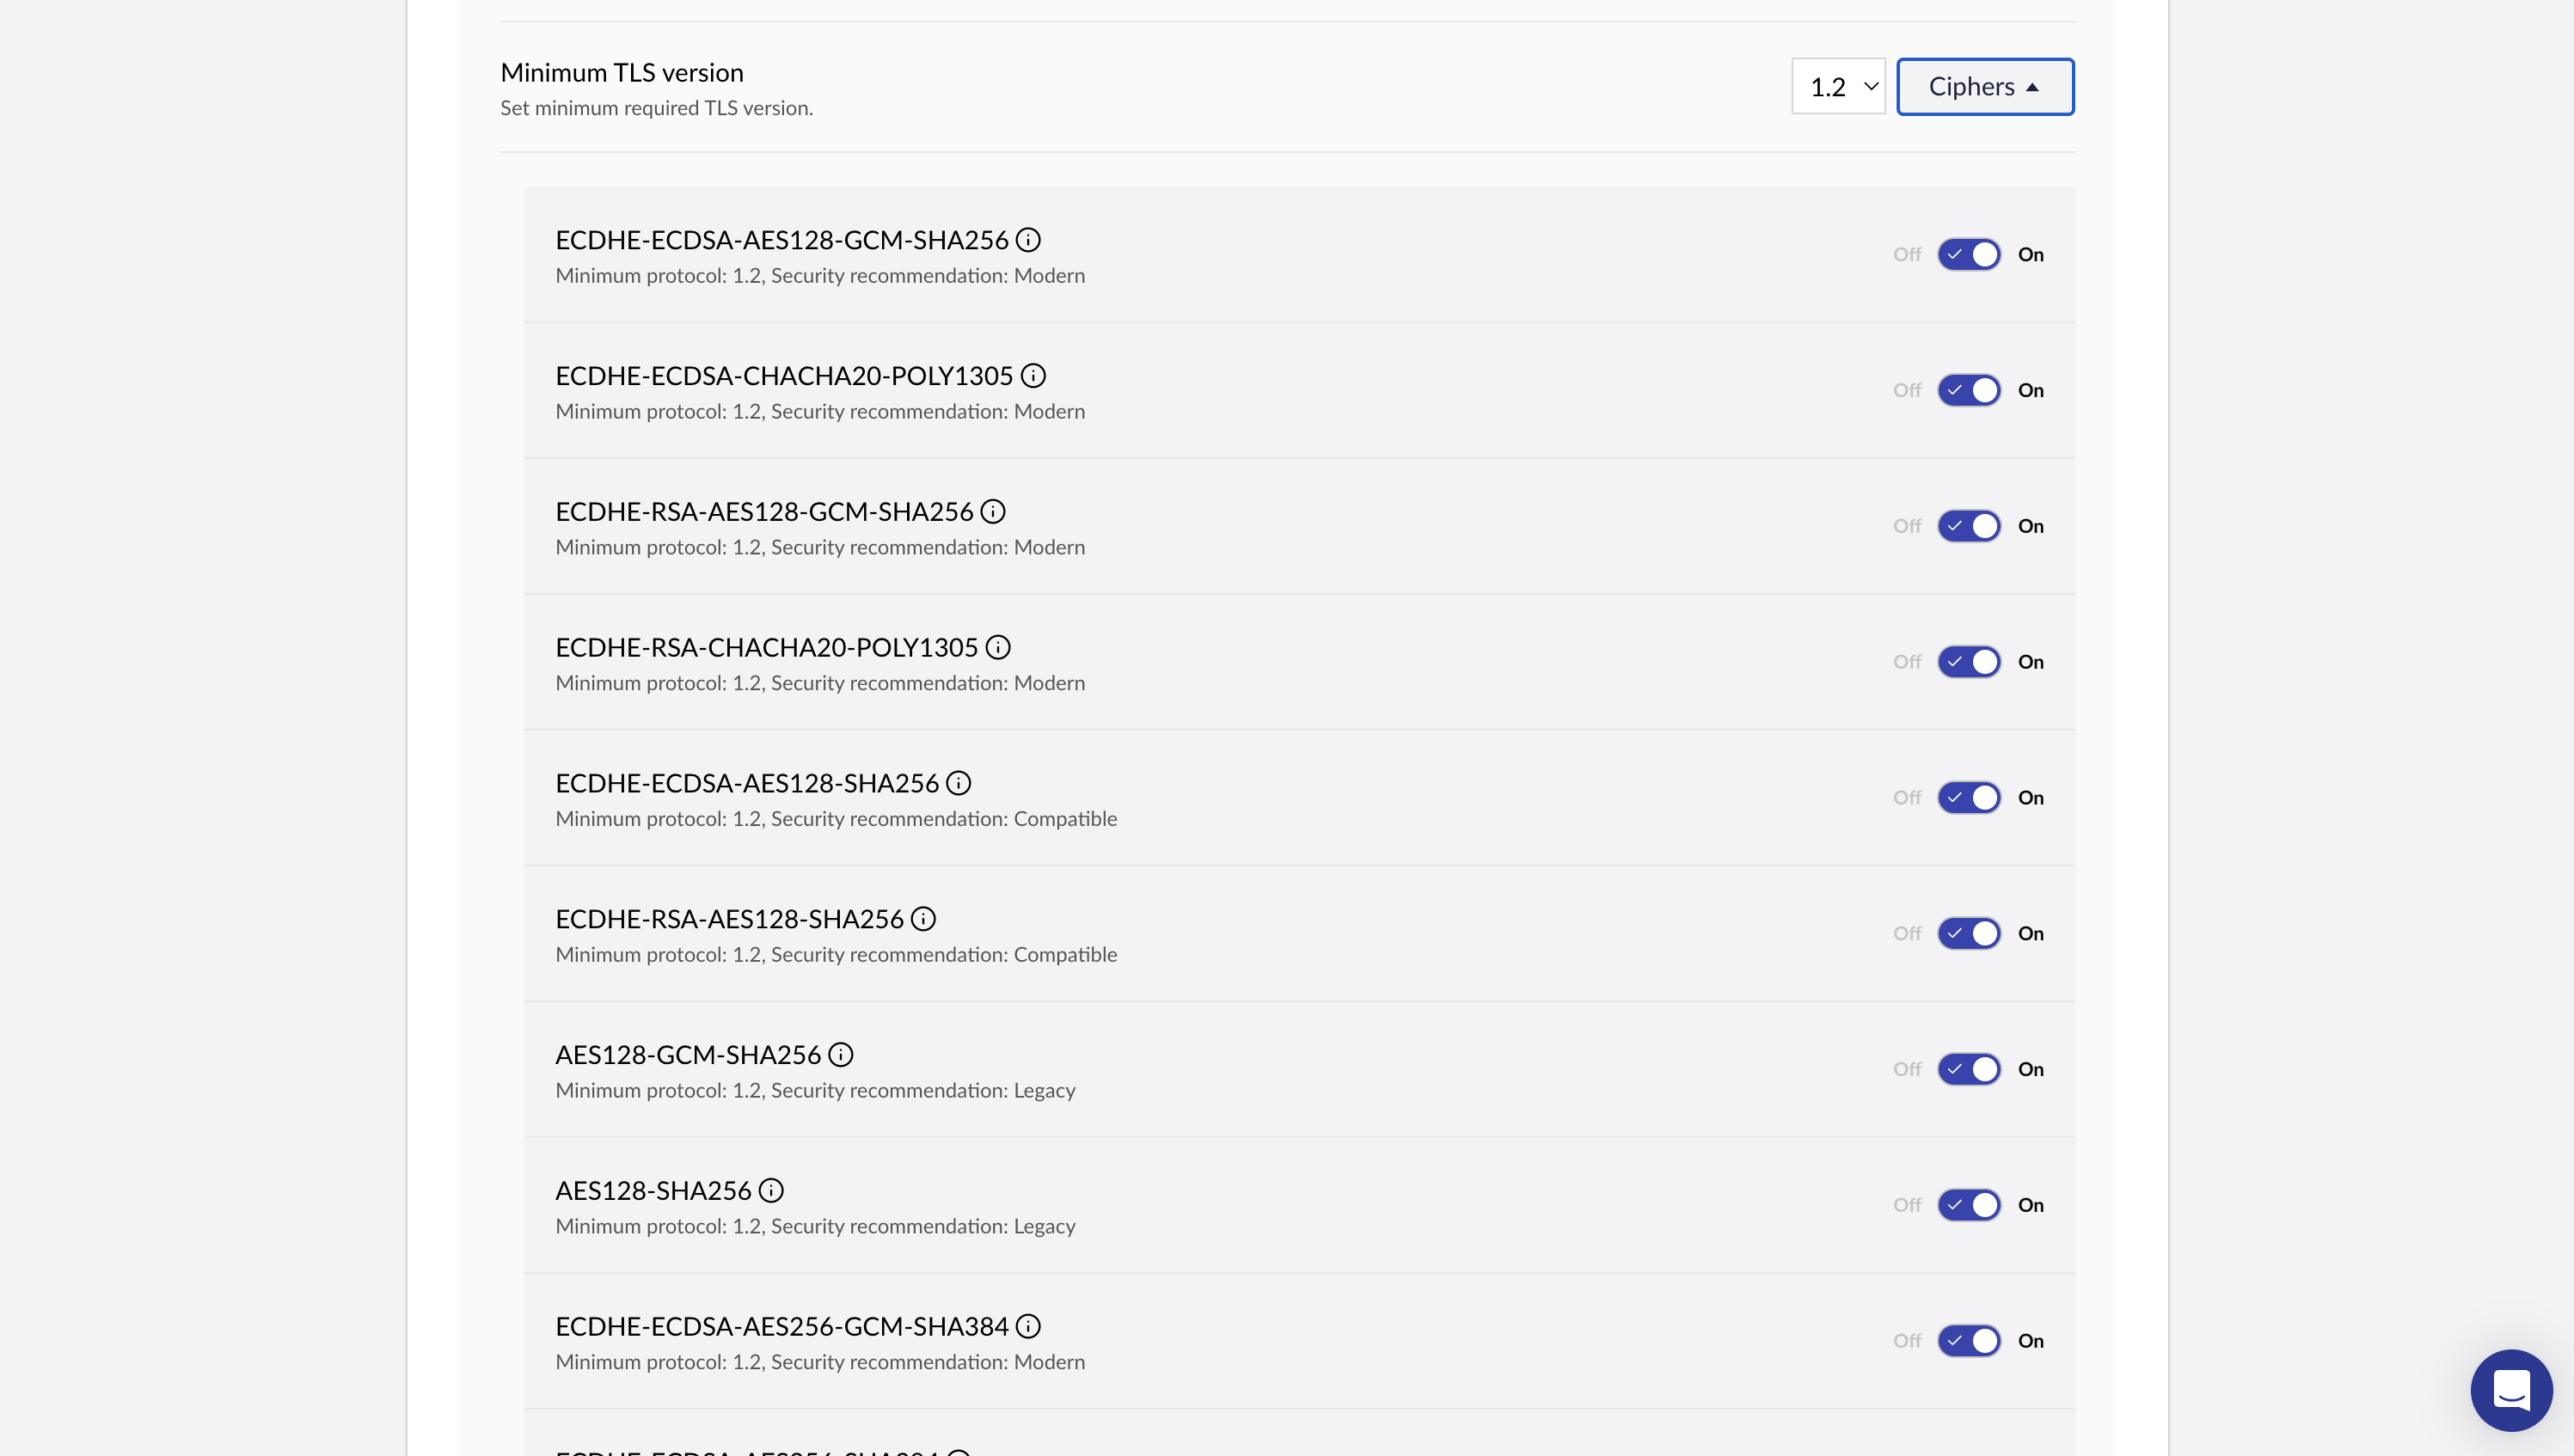 Minimum TLS version
Set minimum required TLS version.
1.2
Ciphers
ECDHE-ECDSA-AES128-GCM-SHA256
Minimum protocol: 1.2, Security recommendation: Modern
Off On
ECDHE-ECDSA-CHACHA20-POLY1305
Minimum protocol: 1.2, Security recommendation: Modern
Off On
ECDHE-RSA-AES128-GCM-SHA256
Minimum protocol: 1.2, Security recommendation: Modern
Off On
ECDHE-RSA-CHACHA20-POLY1305
Minimum protocol: 1.2, Security recommendation: Modern
Off On
ECDHE-ECDSA-AES128-SHA256
Minimum protocol: 1.2, Security recommendation: Compatible
Off On
ECDHE-RSA-AES128-SHA256
Minimum protocol: 1.2, Security recommendation: Compatible
Off On
AES128-GCM-SHA256
Minimum protocol: 1.2, Security recommendation: Legacy
Off On
AES128-SHA256
Minimum protocol: 1.2, Security recommendation: Legacy
Off On
ECDHE-ECDSA-AES256-GCM-SHA384
Minimum protocol: 1.2, Security recommendation: Modern
Off On